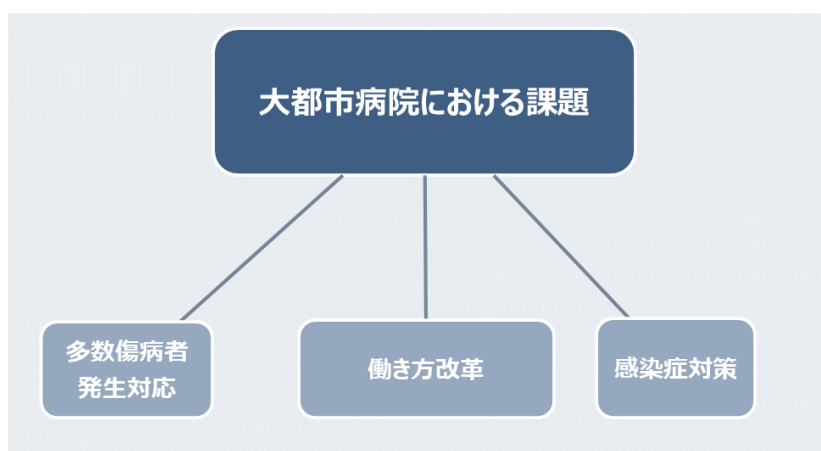 大都市病院における課題
多数傷病者
発生対応
働き方改革
感染症対策